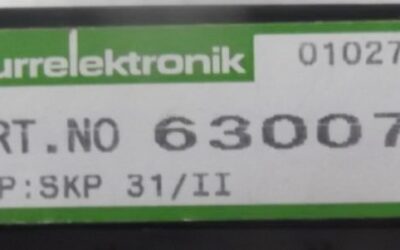 urrelektronik 01027
RT.NO 63007
P:SKP 31/II